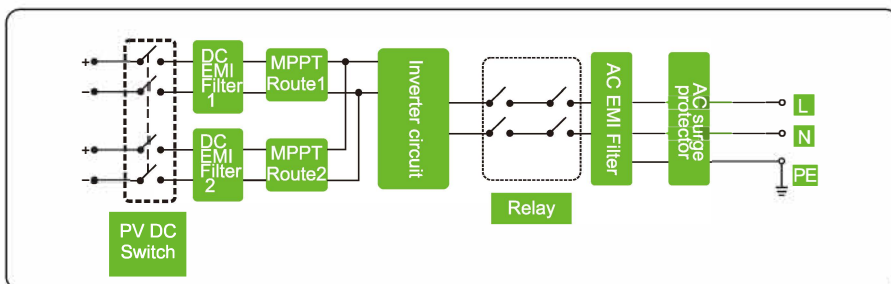 +
DC
EMI
Filter
1
MPPT
Route1
−
+
DC
EMI
Filter
2
MPPT
Route2
−
PV DC
Switch
Inverter circuit
Relay
AC EMI Filter
AC surge
protector
L
N
PE